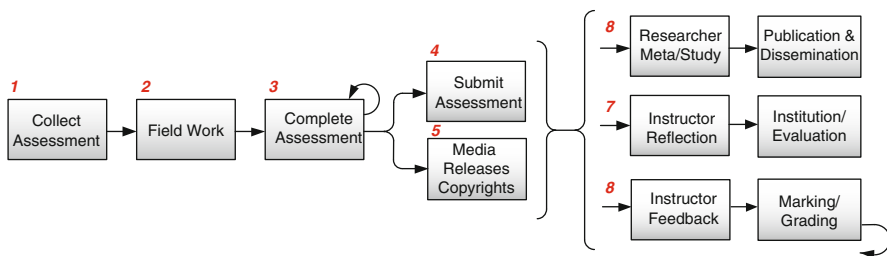 1
Collect
Assessment
2
Field Work
3
Complete
Assessment
4
Submit
Assessment
5
Media
Releases
Copyrights
8
Researcher
Meta/Study
Publication &
Dissemination
7
Instructor
Reflection
Institution/
Evaluation
8
Instructor
Feedback
Marking/
Grading